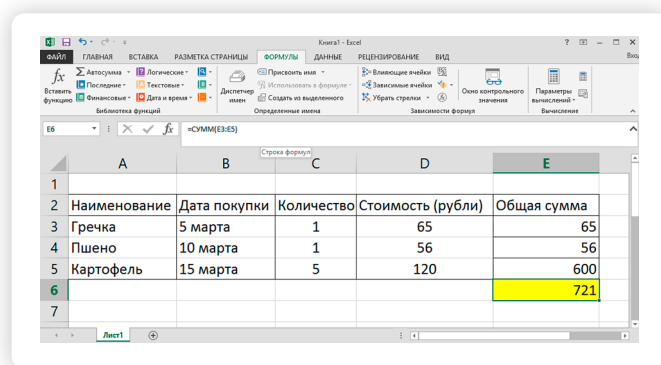 Книга1 - Excel
ФАЙЛ ГЛАВНАЯ ВСТАВКА РАЗМЕТКА СТРАНИЦЫ ФОРМУЛЫ ДАННЫЕ РЕЦЕНЗИРОВАНИЕ ВИД Вход
fx Вставить функцию
Автосумма Логические
Последние Текстовые
Финансовые Дата и время
Библиотека функций
Диспетчер имен
Присвоить имя
Использовать в формуле
Создать из выделенного
Определенные имена
Влияющие ячейки
Зависимые ячейки
Убрать стрелки
Окно контрольного значения
Зависимости формул
Параметры вычислений
Вычисление
E6 fx =СУММ(E3:E5)
Строка формул
A B C D E
1
2 Наименование Дата покупки Количество Стоимость (рубли) Общая сумма
3 Гречка 5 марта 1 65 65
4 Пшено 10 марта 1 56 56
5 Картофель 15 марта 5 120 600
6 721
7
Лист1